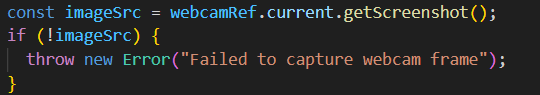 const imageSrc = webcamRef.current.getScreenshot();
if (!imageSrc) {
  throw new Error("Failed to capture webcam frame");
}